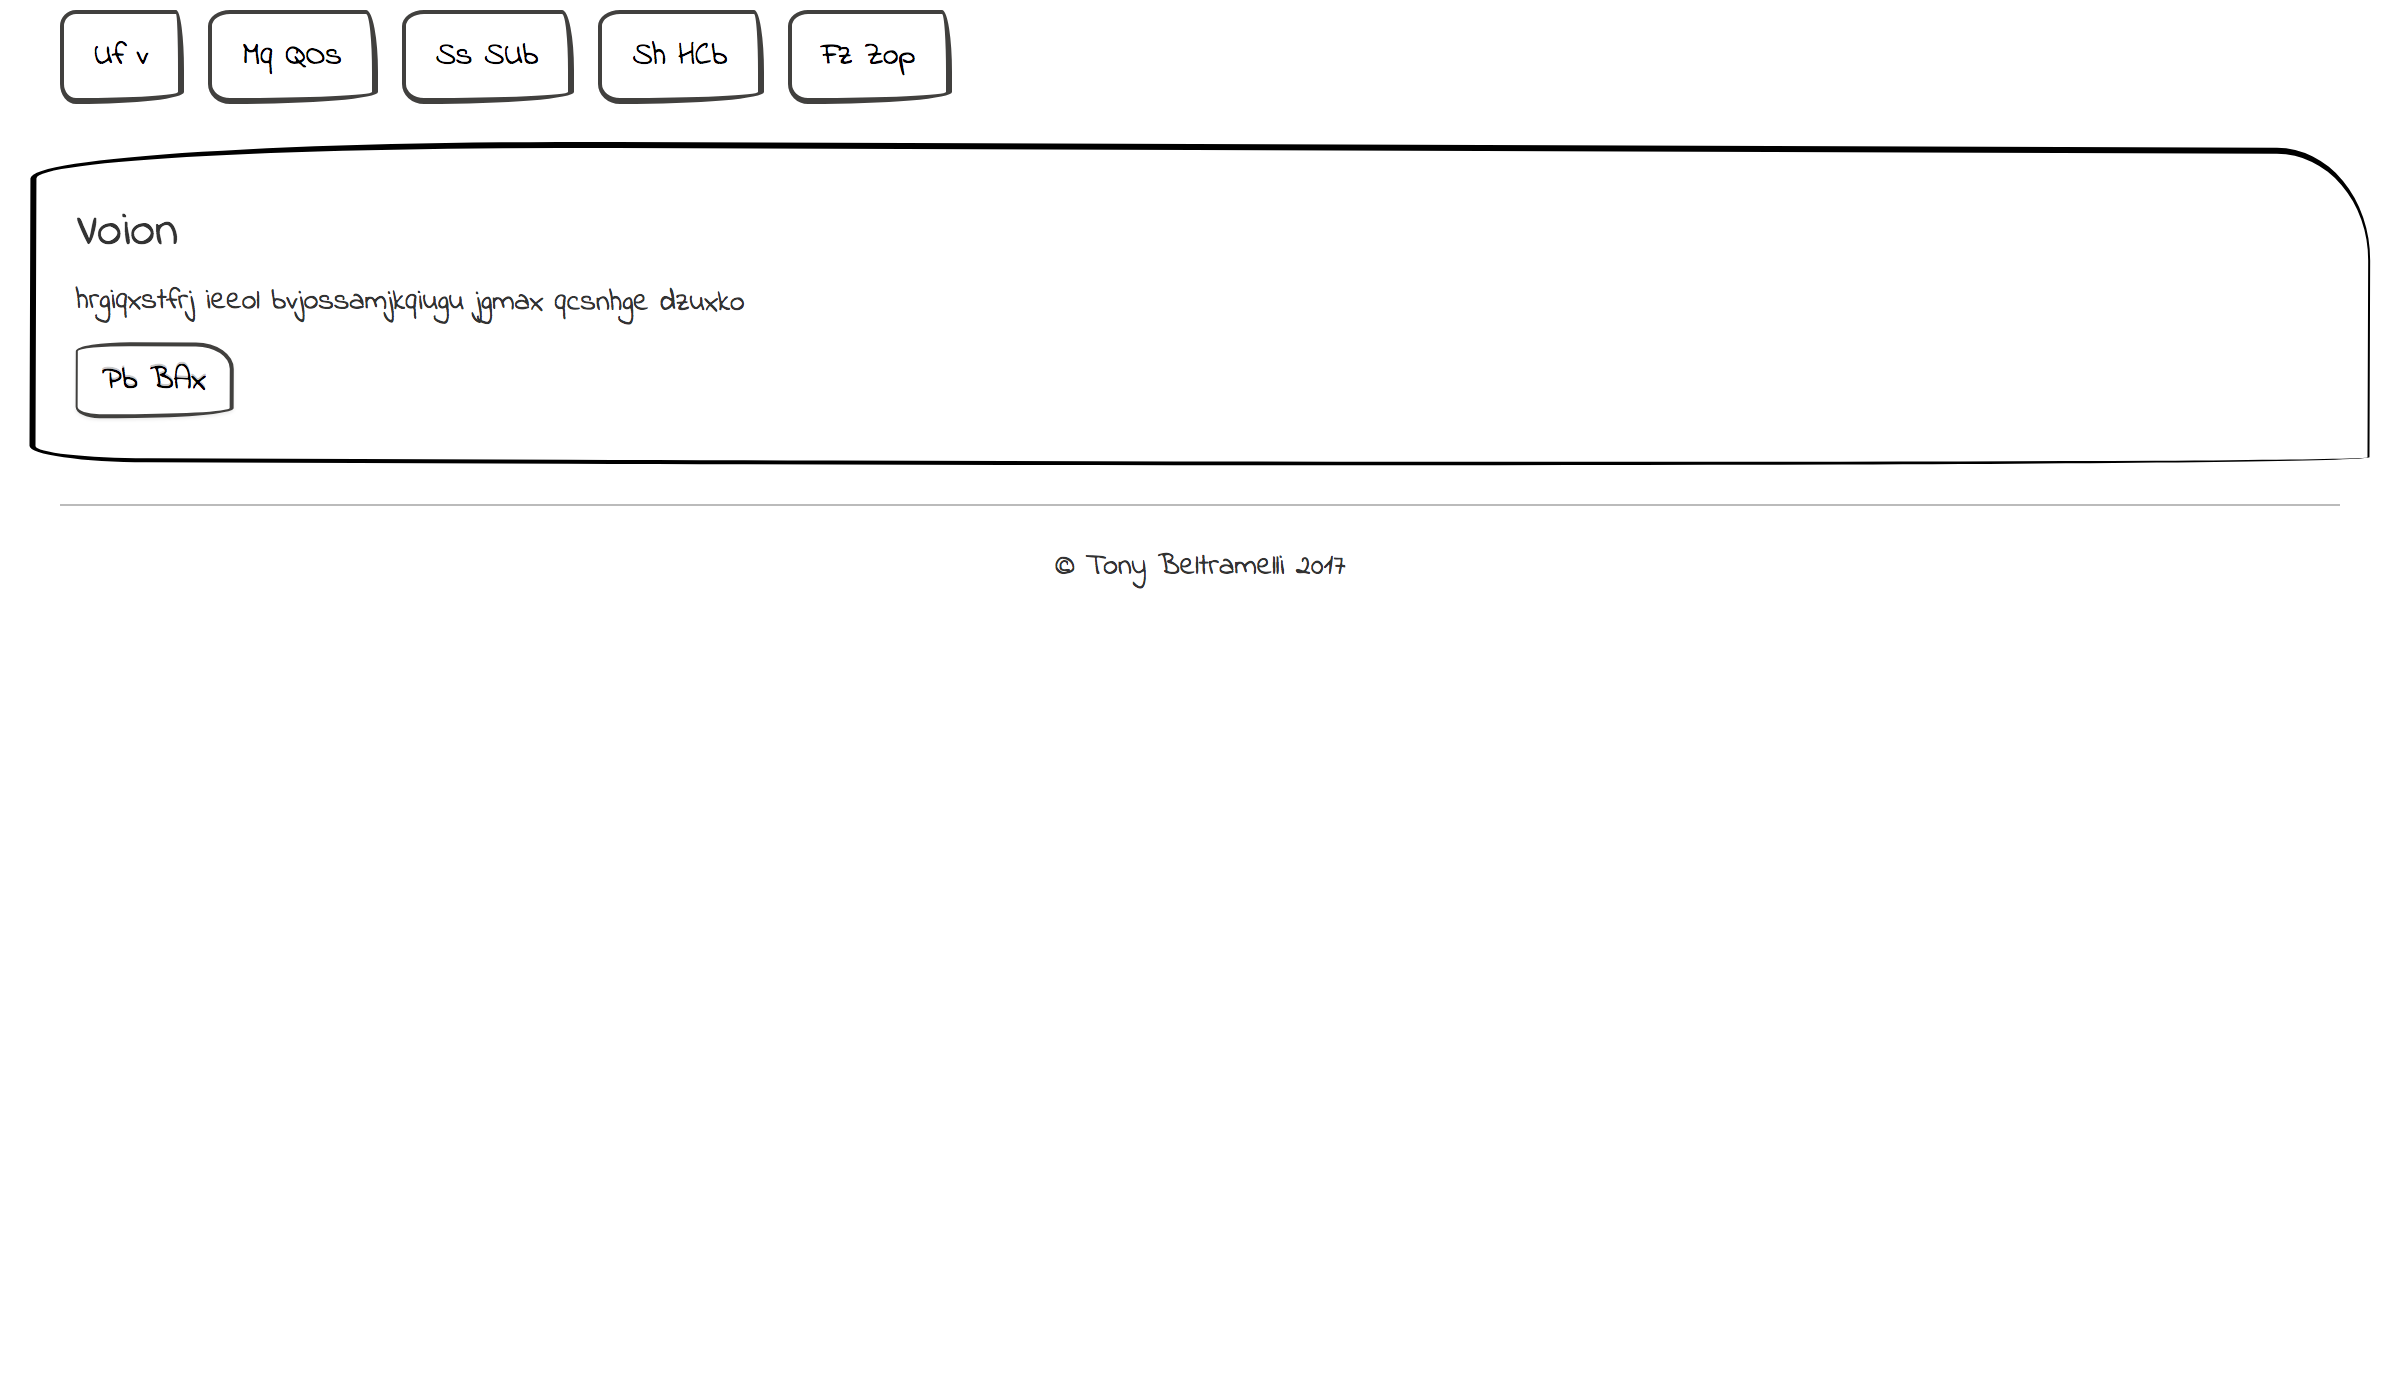 Uf v Mq QOs Ss SUb Sh HCb Fz Zop
Voion
hrgiqxstfrj ieeol bvjossamjkqiugu jgmax qcsnhge dzuxko
Pb BAx
© Tony Beltramelli 2017